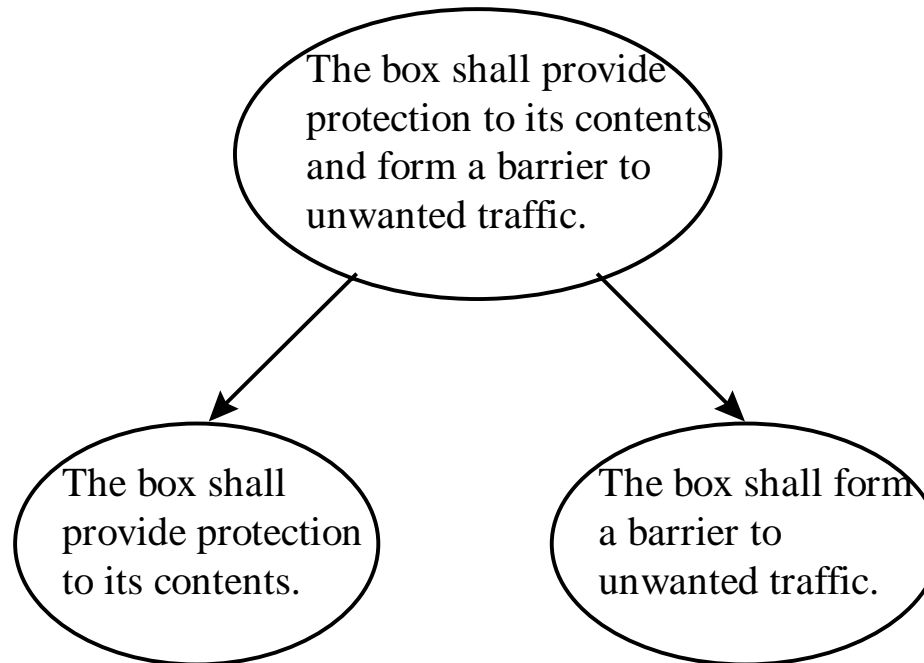 The box shall provide
protection to its contents
and form a barrier to
unwanted traffic.
The box shall
provide protection
to its contents.
The box shall form
a barrier to
unwanted traffic.